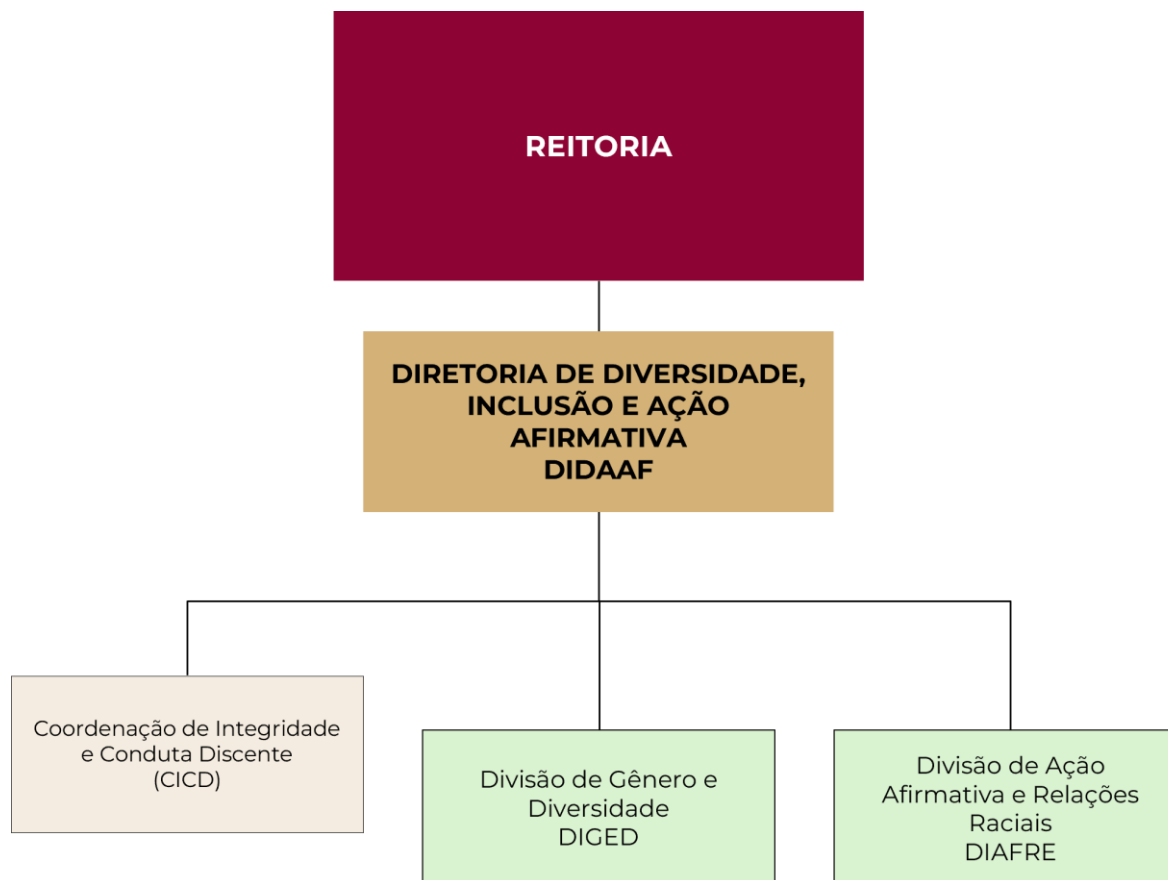 REITORIA
DIRETORIA DE DIVERSIDADE,
INCLUSÃO E AÇÃO
AFIRMATIVA
DIDAAF
Coordenação de Integridade
e Conduta Discente
(CICD)
Divisão de Gênero e
Diversidade
DIGED
Divisão de Ação
Afirmativa e Relações
Raciais
DIAFRE